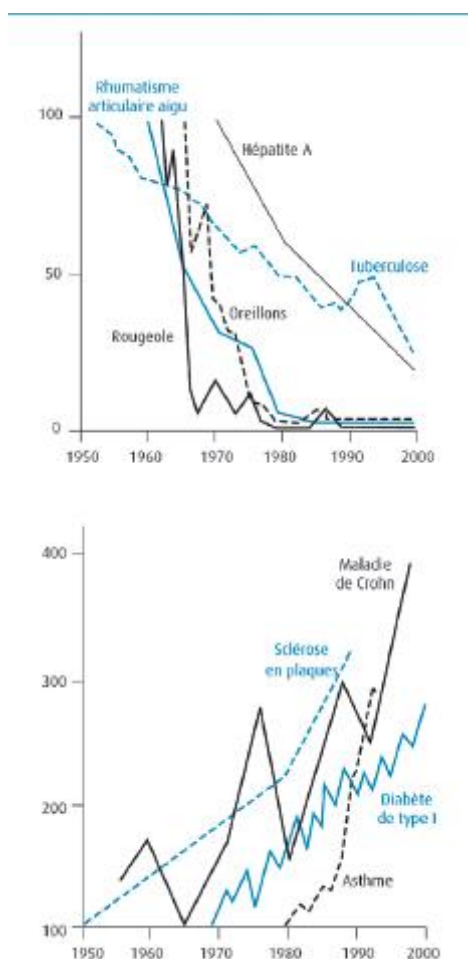 Rhumatisme
articulaire aigu
100
Hépatite A
50
Tuberculose
Oreillons
Rougeole
0
1950
1960
1970
1980
1990
2000
400
Maladie
de Crohn
Sclérose
en plaques
300
200
Diabète
de type I
Asthme
100
1950
1960
1970
1980
1990
2000